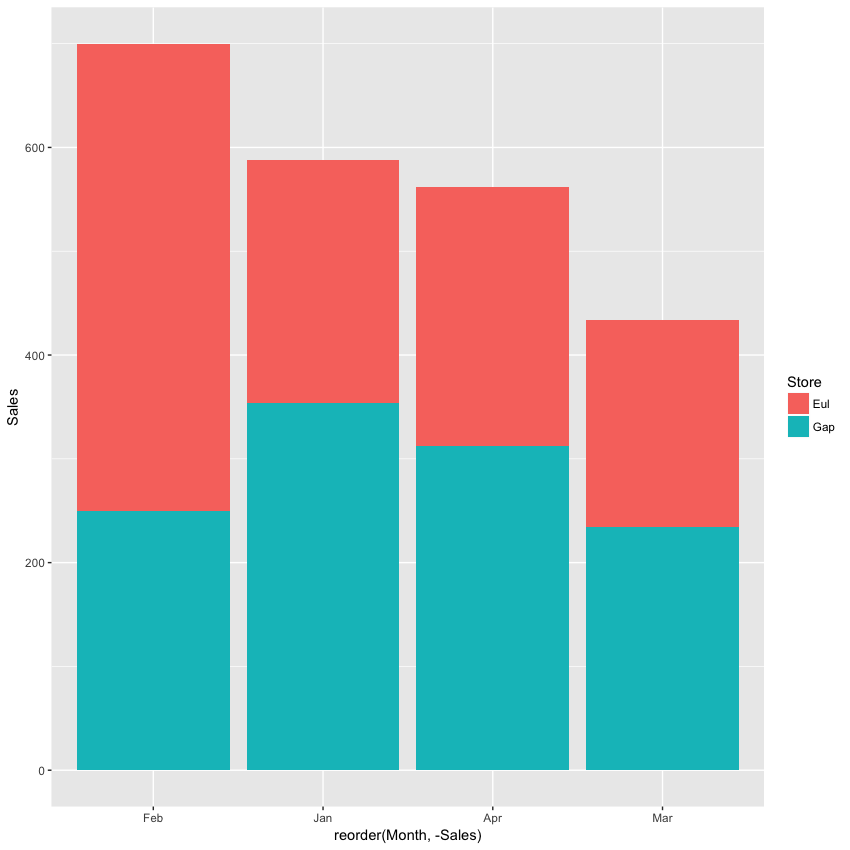 Sales
600
400
200
0
Feb Jan Apr Mar
reorder(Month, -Sales)
Store
Eul
Gap